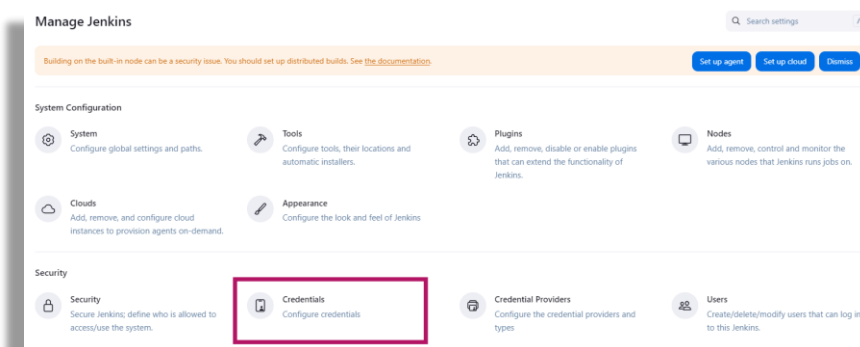 Manage Jenkins
Search settings
Building on the built-in node can be a security issue. You should set up distributed builds. See the documentation.
Set up agent
Set up cloud
Dismiss
System Configuration
System
Configure global settings and paths.
Tools
Configure tools, their locations and
automatic installers.
Plugins
Add, remove, disable or enable plugins
that can extend the functionality of
Jenkins.
Nodes
Add, remove, control and monitor the
various nodes that Jenkins runs jobs on.
Clouds
Add, remove, and configure cloud
instances to provision agents on-demand.
Appearance
Configure the look and feel of Jenkins
Security
Security
Secure Jenkins; define who is allowed to
access/use the system.
Credentials
Configure credentials
Credential Providers
Configure the credential providers and
types
Users
Create/delete/modify users that can log in
to this Jenkins.